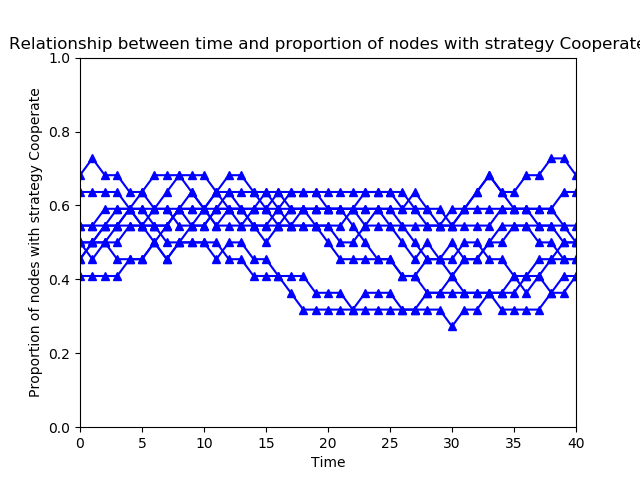 Relationship between time and proportion of nodes with strategy Cooperate
1.0
0.8
0.6
0.4
0.2
0.0
Proportion of nodes with strategy Cooperate
0 5 10 15 20 25 30 35 40
Time